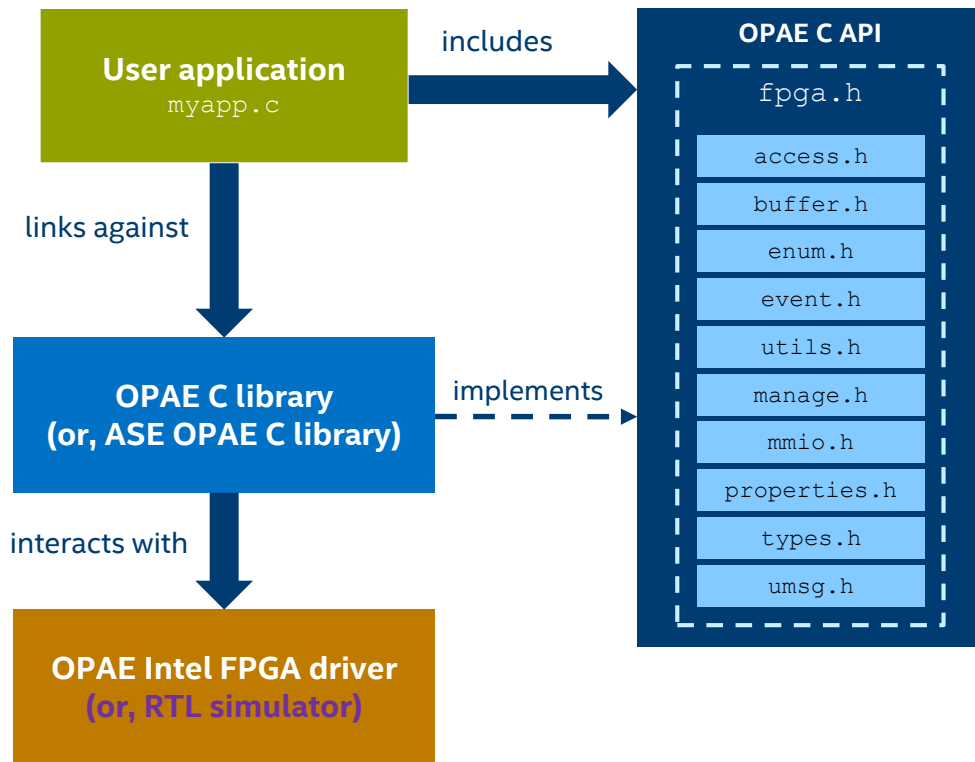 User application
myapp.c
includes
OPAE C API
fpga.h
access.h
buffer.h
enum.h
event.h
utils.h
manage.h
mmio.h
properties.h
types.h
umsg.h
links against
OPAE C library
(or, ASE OPAE C library)
implements
interacts with
OPAE Intel FPGA driver
(or, RTL simulator)